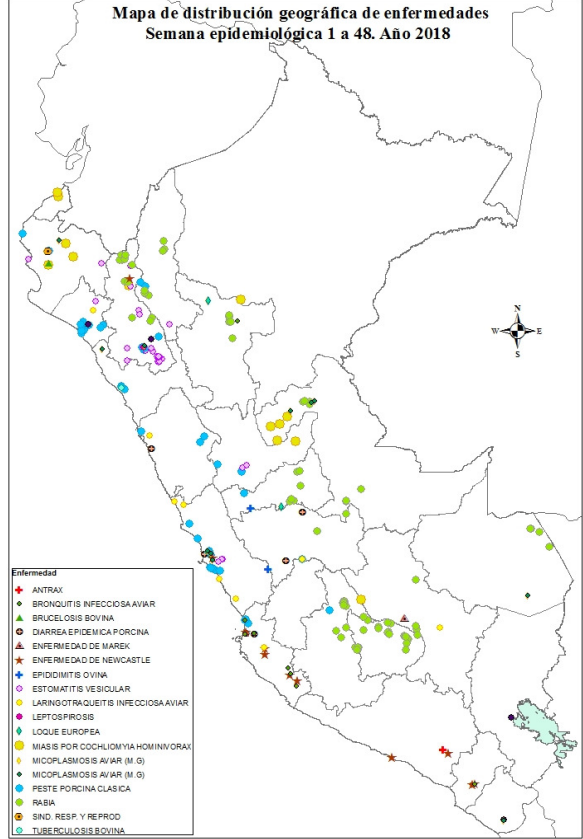 Mapa de distribución geográfica de enfermedades
Semana epidemiológica 1 a 48. Año 2018
N
W E
S
Enfermedad
ANTRAX
BRONQUITIS INFECCIOSA AVIAR
BRUCELOSIS BOVINA
DIARREA EPIDEMICA PORCINA
ENFERMEDAD DE MAREK
ENFERMEDAD DE NEWCASTLE
EPIDIDIMITIS OVINA
ESTOMATITIS VESICULAR
LARINGOTRAQUEITIS INFECCIOSA AVIAR
LEPTOSPIROSIS
LOQUE EUROPEA
MIASIS POR COCHLIOMYIA HOMINIVORAX
MICOPLASMOSIS AVIAR (M.G)
MICOPLASMOSIS AVIAR (M.G)
PESTE PORCINA CLASICA
RABIA
SIND. RESP. Y REPROD
TUBERCULOSIS BOVINA